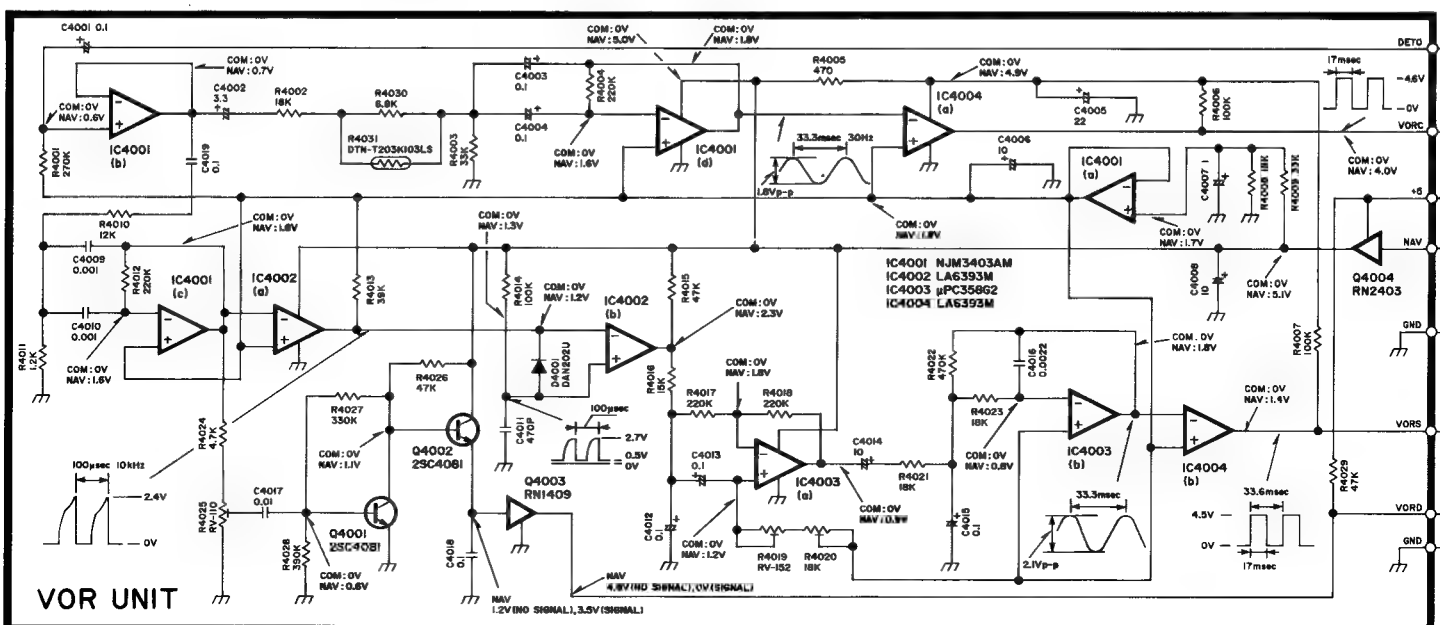 C4001 0.1
COM:0V
NAV:0.7V
COM:0V
NAV:0.6V
IC4001
(b)
R4001
270K
C4002
3.3
R4002
18K
R4030
6.8K
R4031
DTN-T203K103LS
C4019
0.1
R4003
33K
C4003
0.1
C4004
0.1
R4004
220K
COM:0V
NAV:5.0V
COM:0V
NAV:1.8V
COM:0V
NAV:1.6V
IC4001
(d)
R4005
470
33.3msec 30Hz
1.8Vp-p
IC4004
(a)
COM:0V
NAV:4.9V
C4005
22
C4006
10
R4006
100K
17msec
4.6V
0V
DETO
VORC
COM:0V
NAV:4.0V
IC4001
(a)
C4007 1
R4008 18K
R4009 33K
+5
COM:0V
NAV:1.8V
COM:0V
NAV:1.7V
NAV
Q4004
RN2403
C4008
10
COM:0V
NAV:5.1V
R4010
12K
C4009
0.001
R4012
220K
C4010
0.001
R4011
1.2K
COM:0V
NAV:1.6V
COM:0V
NAV:1.8V
IC4001
(c)
IC4002
(a)
R4013
39K
COM:0V
NAV:1.3V
R4014
100K
COM:0V
NAV:1.2V
IC4002
(b)
D4001
DAN202U
R4015
47K
COM:0V
NAV:2.3V
IC4001 NJM3403AM
IC4002 LA6393M
IC4003 µPC358G2
IC4004 LA6393M
GND
R4007
100K
R4024
4.7K
R4025
RV-110
100µsec 10kHz
2.4V
0V
C4017
0.01
R4027
330K
R4026
47K
COM:0V
NAV:1.1V
Q4001
2SC4081
R4028
390K
COM:0V
NAV:0.6V
Q4002
2SC4081
C4011
470P
100µsec
2.7V
0.5V
0V
Q4003
RN1409
C4018
0.1
NAV
1.2V(NO SIGNAL),3.5V(SIGNAL)
NAV
4.8V(NO SIGNAL),0V(SIGNAL)
R4016
15K
R4017
220K
COM:0V
NAV:1.8V
R4018
220K
C4013
0.1
C4012
0.1
COM:0V
NAV:1.2V
IC4003
(a)
R4019
RV-152
R4020
18K
C4014
10
COM:0V
NAV:0.9V
R4021
18K
R4022
470K
C4016
0.0022
R4023
18K
C4015
0.1
COM:0V
NAV:0.8V
IC4003
(b)
COM.0V
NAV:1.8V
33.3msec
2.1Vp-p
IC4004
(b)
COM:0V
NAV:1.4V
33.6msec
4.5V
0V
17msec
VORS
R4029
47K
VORD
GND
VOR UNIT